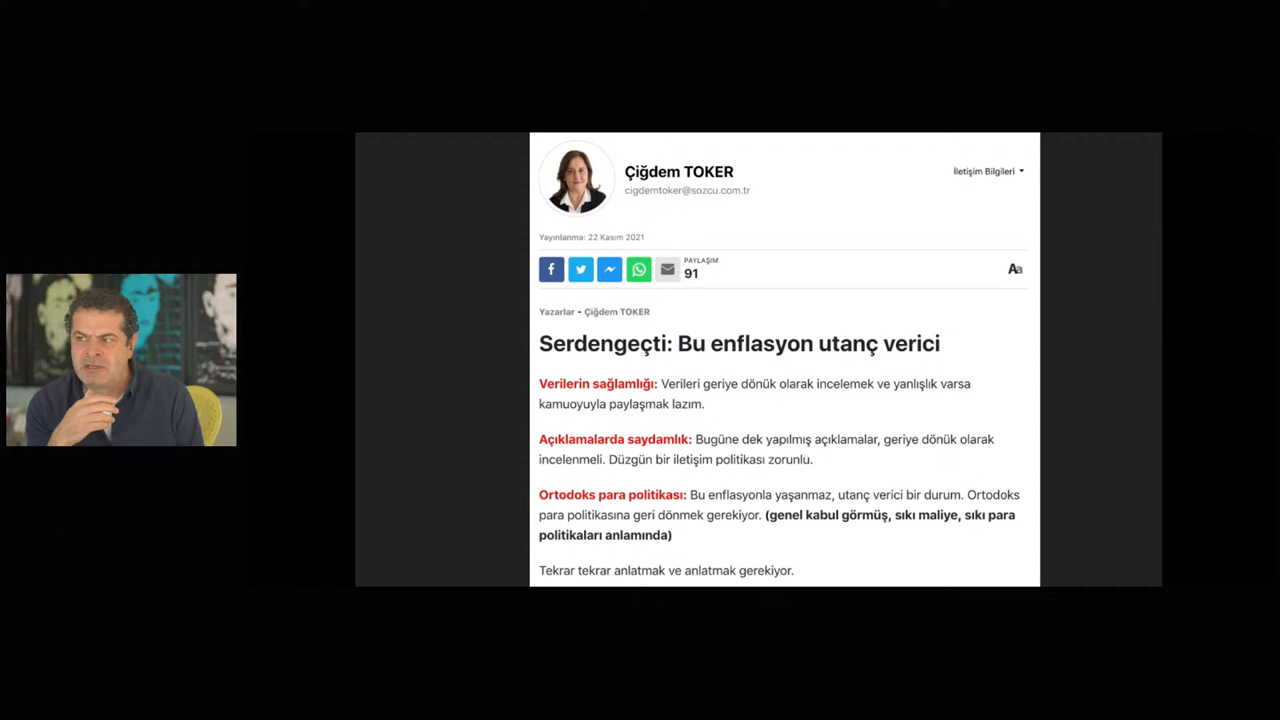 Çiğdem TOKER
İletişim Bilgileri
cigdemtoker@sozcu.com.tr
Yayınlanma: 22 Kasım 2021
PAYLAŞIM
91
Aa
Yazarlar - Çiğdem TOKER
Serdengeçti: Bu enflasyon utanç verici
Verilerin sağlamlığı: Verileri geriye dönük olarak incelemek ve yanlışlık varsa
kamuoyuyla paylaşmak lazım.
Açıklamalarda saydamlık: Bugüne dek yapılmış açıklamalar, geriye dönük olarak
incelenmeli. Düzgün bir iletişim politikası zorunlu.
Ortodoks para politikası: Bu enflasyonla yaşanmaz, utanç verici bir durum. Ortodoks
para politikasına geri dönmek gerekiyor. (genel kabul görmüş, sıkı maliye, sıkı para
politikaları anlamında)
Tekrar tekrar anlatmak ve anlatmak gerekiyor.